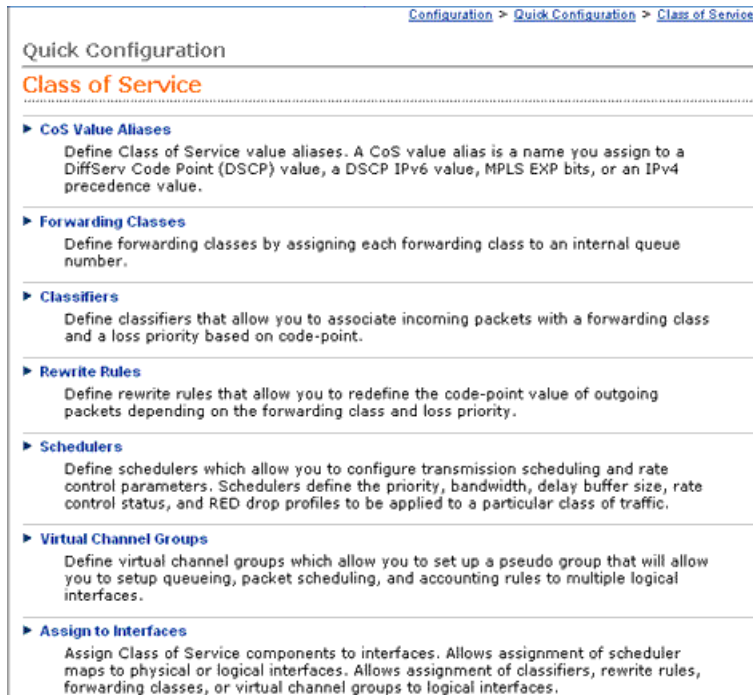 Configuration > Quick Configuration > Class of Service
Quick Configuration
Class of Service
CoS Value Aliases
Define Class of Service value aliases. A CoS value alias is a name you assign to a
DiffServ Code Point (DSCP) value, a DSCP IPv6 value, MPLS EXP bits, or an IPv4
precedence value.
Forwarding Classes
Define forwarding classes by assigning each forwarding class to an internal queue
number.
Classifiers
Define classifiers that allow you to associate incoming packets with a forwarding class
and a loss priority based on code-point.
Rewrite Rules
Define rewrite rules that allow you to redefine the code-point value of outgoing
packets depending on the forwarding class and loss priority.
Schedulers
Define schedulers which allow you to configure transmission scheduling and rate
control parameters. Schedulers define the priority, bandwidth, delay buffer size, rate
control status, and RED drop profiles to be applied to a particular class of traffic.
Virtual Channel Groups
Define virtual channel groups which allow you to set up a pseudo group that will allow
you to setup queueing, packet scheduling, and accounting rules to multiple logical
interfaces.
Assign to Interfaces
Assign Class of Service components to interfaces. Allows assignment of scheduler
maps to physical or logical interfaces. Allows assignment of classifiers, rewrite rules,
forwarding classes, or virtual channel groups to logical interfaces.